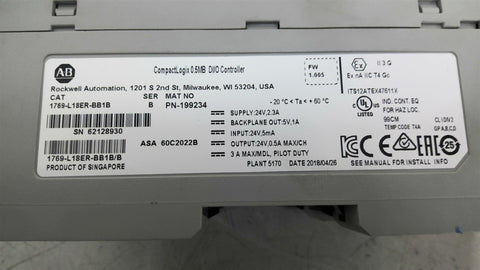 AB
CompactLogix 0.5MB DI/O Controller
Rockwell Automation, 1201 S 2nd St, Milwaukee, WI 53204, USA
CAT SER MAT NO
1769-L18ER-BB1B B PN-199234
FW
1.005
Ex II 3 G
Ex nA IIC T4 Gc
ITS12ATEX47611X
- 20 °C < Ta < + 60 °C
SUPPLY:24V,2.3A
BACKPLANE OUT:5V,1A
INPUT:24V,5mA
OUTPUT:24V,0.5A MAX/CH
3 A MAX/MDL, PILOT DUTY
PLANT 5170 DATE 2018/04/26
UL LISTED
IND. CONT. EQ
FOR HAZ LOC.
99CM CL I DIV 2
TEMP CODE T4A GP A,B,C,D
SEE MANUAL FOR INSTALL
SN 62128930
ASA 60C2022B
1769-L18ER-BB1B/B
PRODUCT OF SINGAPORE
CE
EAC
25